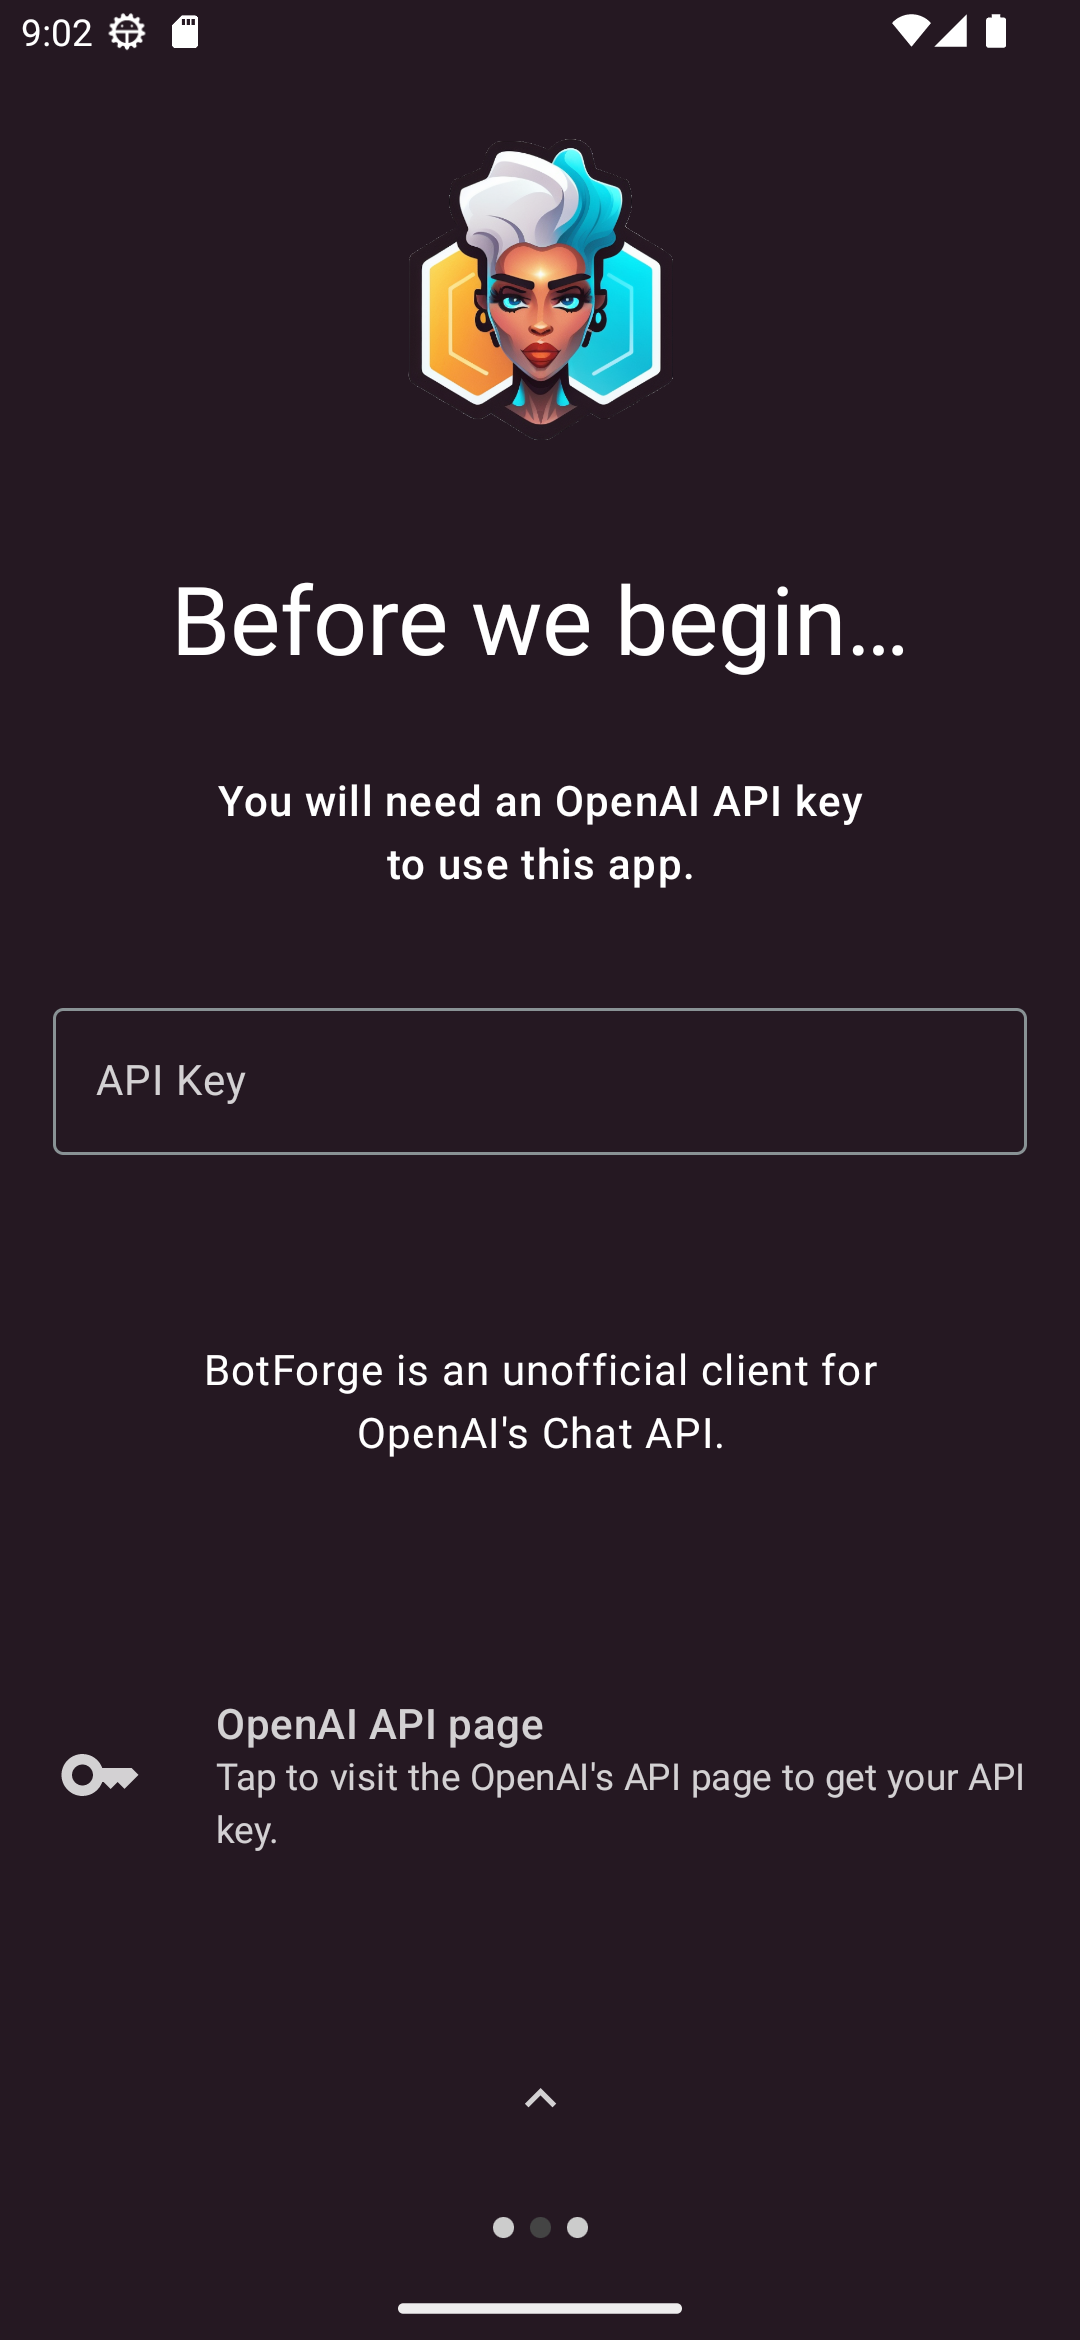 9:02
Before we begin...
You will need an OpenAI API key
to use this app.
API Key
BotForge is an unofficial client for
OpenAI's Chat API.
OpenAI API page
Tap to visit the OpenAI's API page to get your API
key.